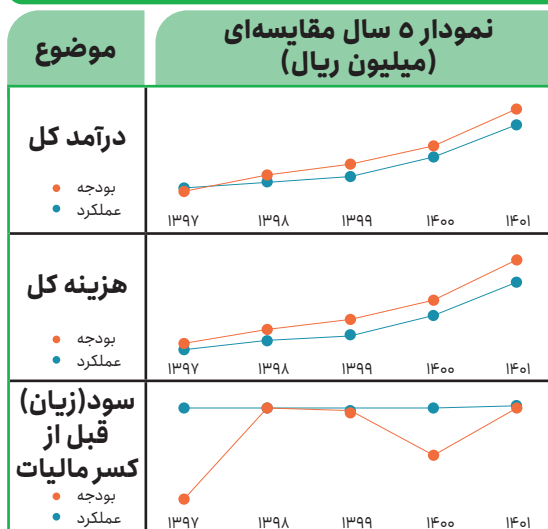 موضوع
نمودار ۵ سال مقایسه‌ای
(میلیون ریال)
درآمد کل
بودجه
عملکرد
۱۳۹۷ ۱۳۹۸ ۱۳۹۹ ۱۴۰۰ ۱۴۰۱
هزینه کل
بودجه
عملکرد
۱۳۹۷ ۱۳۹۸ ۱۳۹۹ ۱۴۰۰ ۱۴۰۱
سود(زیان)
قبل از
کسر مالیات
بودجه
عملکرد
۱۳۹۷ ۱۳۹۸ ۱۳۹۹ ۱۴۰۰ ۱۴۰۱